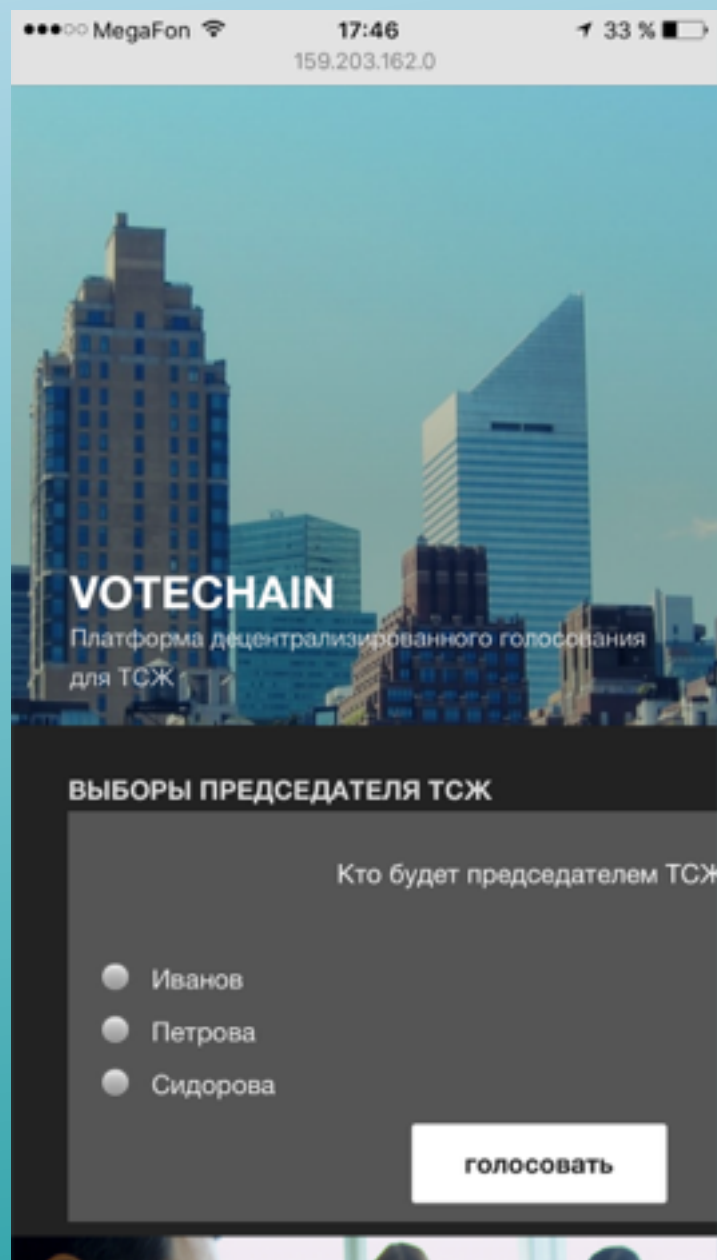 MegaFon 17:46 33 %
159.203.162.0
VOTECHAIN
Платформа децентрализированного голосования
для ТСЖ
ВЫБОРЫ ПРЕДСЕДАТЕЛЯ ТСЖ
Кто будет председателем ТСЖ
Иванов
Петрова
Сидорова
голосовать